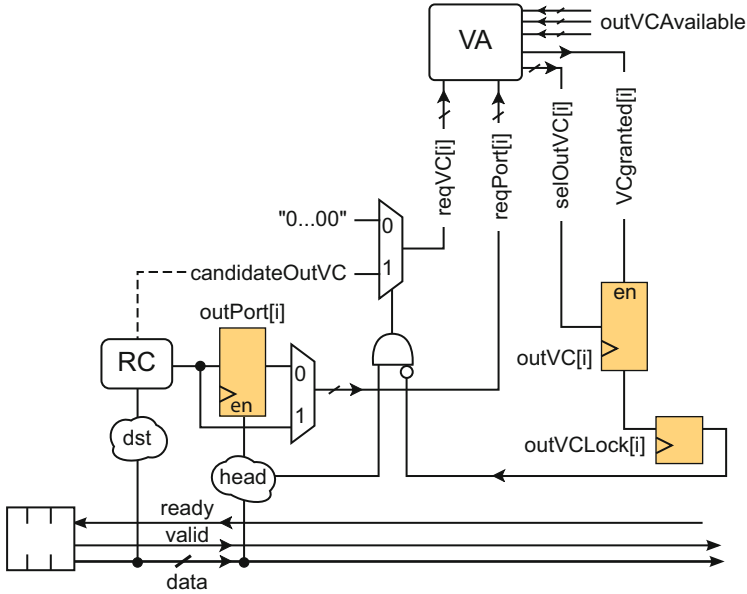 VA
outVCAvailable
reqVC[i]
reqPort[i]
selOutVC[i]
VCgranted[i]
"0...00"
0
1
candidateOutVC
outPort[i]
en
RC
0
1
en
outVC[i]
dst
head
outVCLock[i]
ready
valid
data